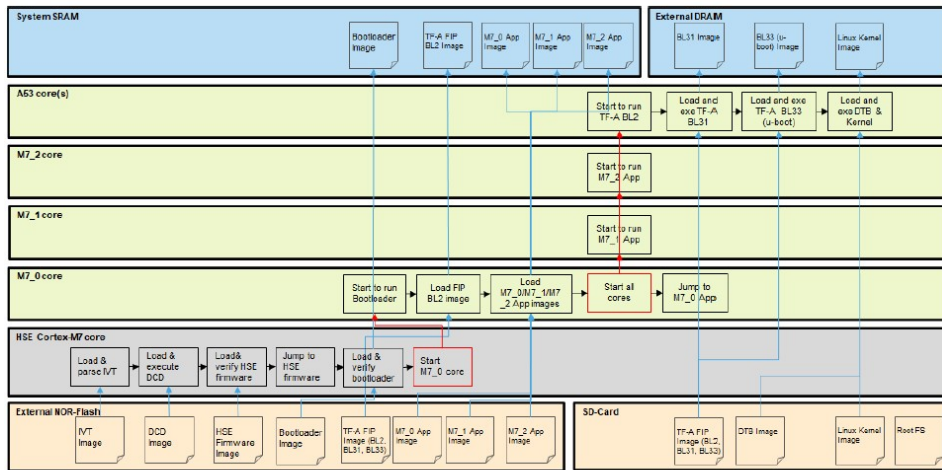 System SRAM
Bootloader
Image
TF-A FIP
BL2 Image
M7_0 App
Image
M7_1 App
Image
M7_2 App
Image
External DRAIM
BL31 Image
BL33 (u-
boot) Image
Linux Kernel
Image
A53 core(s)
Start to run
TF-A BL2
Load and
exe TF-A
BL31
Load and exe
TF-A BL33
(u-boot)
Load and
exe DTB &
Kernel
M7_2 core
Start to run
M7_2 App
M7_1 core
Start to run
M7_1 App
M7_0 core
Start to run
Bootloader
Load FIP
BL2 image
Load
M7_0/M7_1/M7
_2 App images
Start all
cores
Jump to
M7_0 App
HSE Cortex-M7 core
Load &
parse IVT
Load &
execute
DCD
Load&
verify HSE
firmware
Jump to
HSE
firmware
Load &
verify
bootloader
Start
M7_0 core
External NOR-Flash
IVT
Image
DCD
Image
HSE
Firmware
Image
Bootloader
Image
TF-A FIP
Image (BL2,
BL31, BL33)
M7_0 App
Image
M7_1 App
Image
M7_2 App
Image
SD-Card
TF-A FIP
Image (BL2,
BL31, BL33)
DTB Image
Linux Kernel
Image
Root FS